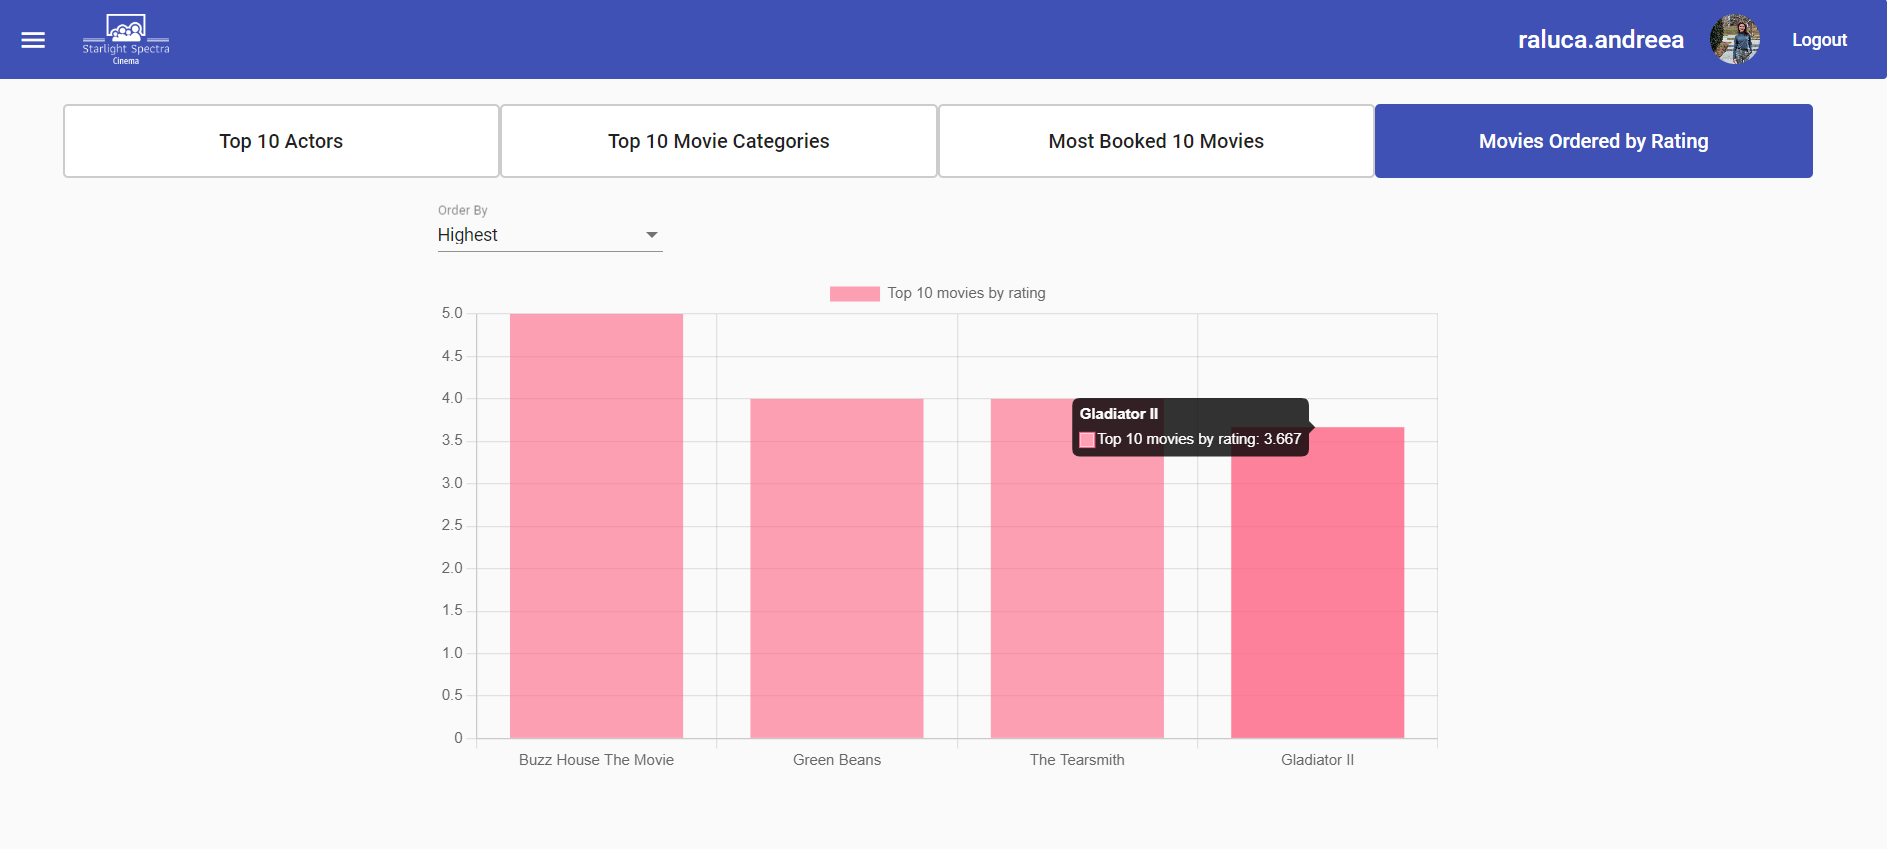 Starlight Spectra
Cinema
raluca.andreea
Logout
Top 10 Actors
Top 10 Movie Categories
Most Booked 10 Movies
Movies Ordered by Rating
Order By
Highest
Top 10 movies by rating
5.0
4.5
4.0
3.5
3.0
2.5
2.0
1.5
1.0
0.5
0
Gladiator II
Top 10 movies by rating: 3.667
Buzz House The Movie
Green Beans
The Tearsmith
Gladiator II